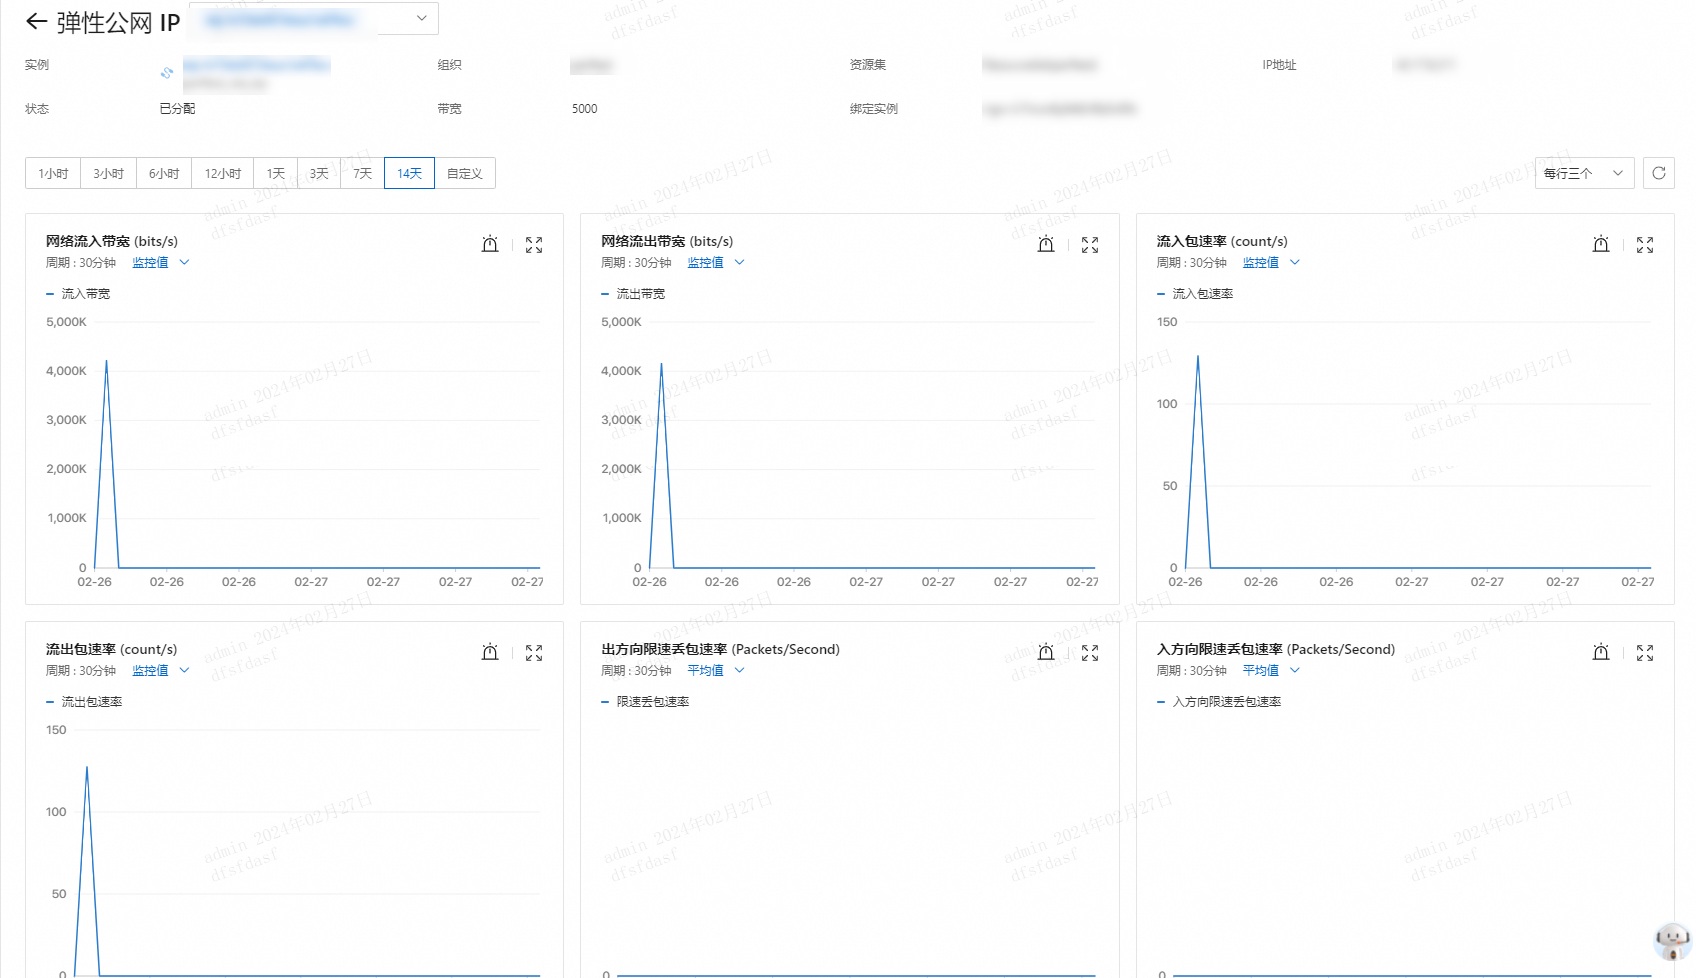 弹性公网 IP
实例 组织 资源集 IP地址
状态 已分配 带宽 5000 绑定实例
1小时 3小时 6小时 12小时 1天 3天 7天 14天 自定义 每行三个
网络流入带宽 (bits/s)
周期 : 30分钟 监控值
流入带宽
5,000K
4,000K
3,000K
2,000K
1,000K
0
02-26 02-26 02-26 02-27 02-27 02-27 02-27
网络流出带宽 (bits/s)
周期 : 30分钟 监控值
流出带宽
5,000K
4,000K
3,000K
2,000K
1,000K
0
02-26 02-26 02-26 02-27 02-27 02-27 02-27
流入包速率 (count/s)
周期 : 30分钟 监控值
流入包速率
150
100
50
0
02-26 02-26 02-26 02-27 02-27 02-27 02-27
流出包速率 (count/s)
周期 : 30分钟 监控值
流出包速率
150
100
50
0
出方向限速丢包速率 (Packets/Second)
周期 : 30分钟 平均值
限速丢包速率
0
入方向限速丢包速率 (Packets/Second)
周期 : 30分钟 平均值
入方向限速丢包速率
0
admin 2024年02月27日
dfsfdasf